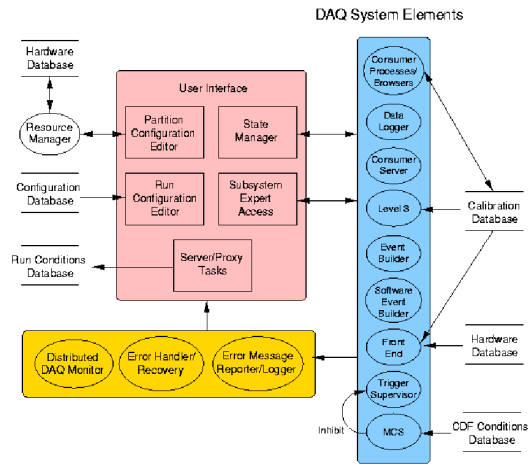 DAQ System Elements
Hardware
Database
Resource
Manager
Configuration
Database
Run Conditions
Database
User Interface
Partition
Configuration
Editor
State
Manager
Run
Configuration
Editor
Subsystem
Expert
Access
Server/Proxy
Tasks
Distributed
DAQ Monitor
Error Handler/
Recovery
Error Message
Reporter/Logger
Consumer
Processes/
Browsers
Data
Logger
Consumer
Server
Level 3
Event
Builder
Software
Event
Builder
Front
End
Trigger
Supervisor
Inhibit
MCS
Calibration
Database
Hardware
Database
CDF Conditions
Database